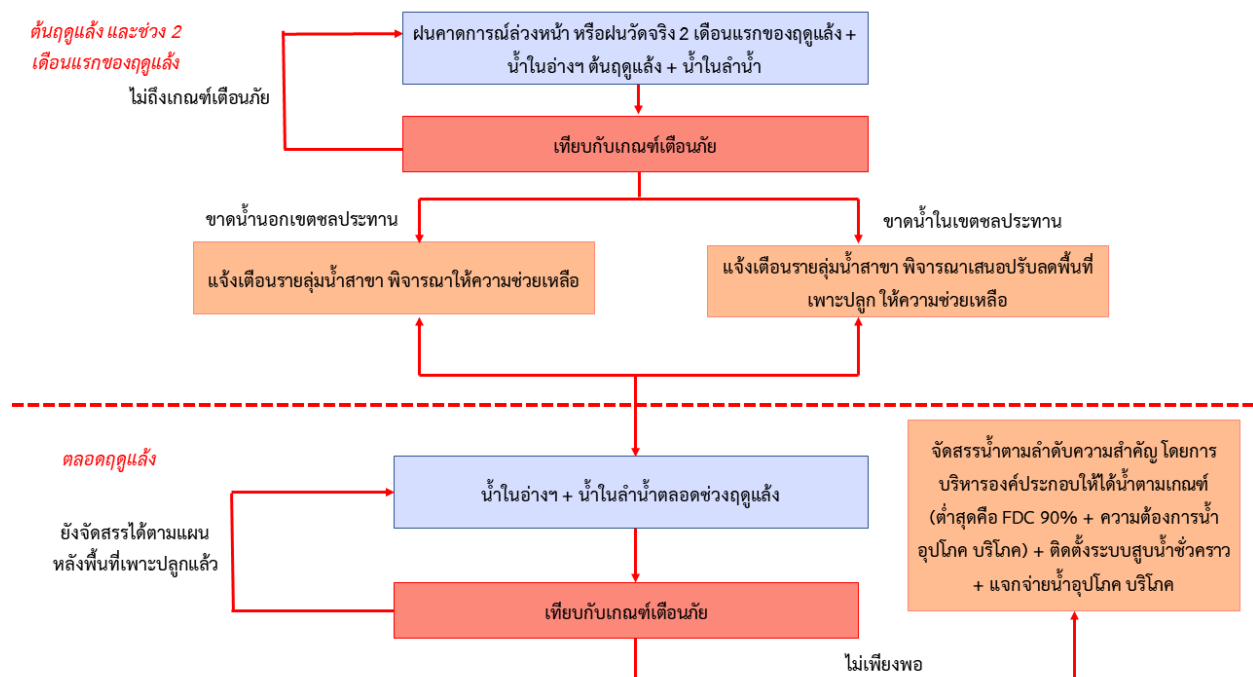 ต้นฤดูแล้ง และช่วง 2
เดือนแรกของฤดูแล้ง
ฝนคาดการณ์ล่วงหน้า หรือฝนวัดจริง 2 เดือนแรกของฤดูแล้ง +
น้ำในอ่างฯ ต้นฤดูแล้ง + น้ำในลำน้ำ
ไม่ถึงเกณฑ์เตือนภัย
เทียบกับเกณฑ์เตือนภัย
ขาดน้ำนอกเขตชลประทาน
ขาดน้ำในเขตชลประทาน
แจ้งเตือนรายลุ่มน้ำสาขา พิจารณาให้ความช่วยเหลือ
แจ้งเตือนรายลุ่มน้ำสาขา พิจารณาเสนอปรับลดพื้นที่
เพาะปลูก ให้ความช่วยเหลือ
ตลอดฤดูแล้ง
น้ำในอ่างฯ + น้ำในลำน้ำตลอดช่วงฤดูแล้ง
ยังจัดสรรได้ตามแผน
หลังพื้นที่เพาะปลูกแล้ว
เทียบกับเกณฑ์เตือนภัย
จัดสรรน้ำตามลำดับความสำคัญ โดยการ
บริหารองค์ประกอบให้ได้น้ำตามเกณฑ์
(ต่ำสุดคือ FDC 90% + ความต้องการน้ำ
อุปโภค บริโภค) + ติดตั้งระบบสูบน้ำชั่วคราว
+ แจกจ่ายน้ำอุปโภค บริโภค
ไม่เพียงพอ